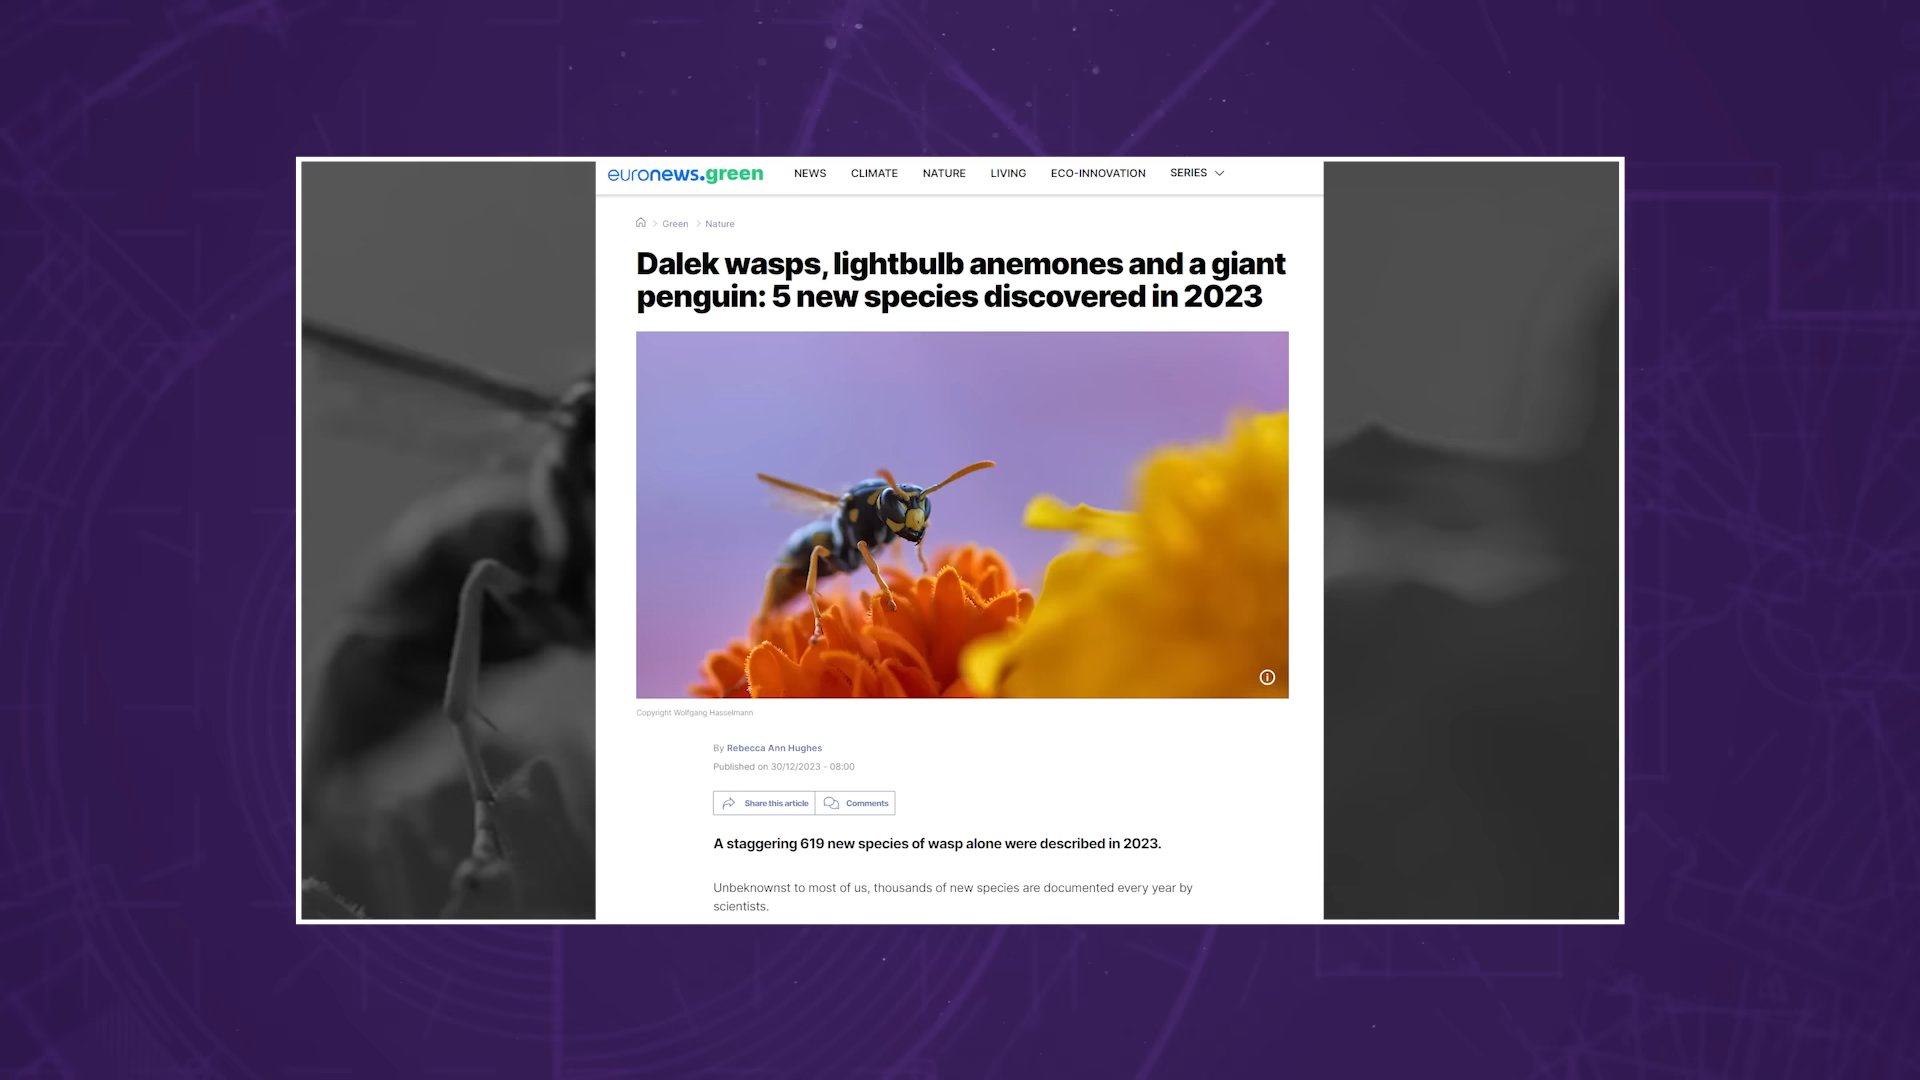 euronews.green NEWS CLIMATE NATURE LIVING ECO-INNOVATION SERIES
Green Nature
Dalek wasps, lightbulb anemones and a giant
penguin: 5 new species discovered in 2023
Copyright Wolfgang Hasselmann
By Rebecca Ann Hughes
Published on 30/12/2023 - 08:00
Share this article Comments
A staggering 619 new species of wasp alone were described in 2023.
Unbeknownst to most of us, thousands of new species are documented every year by
scientists.